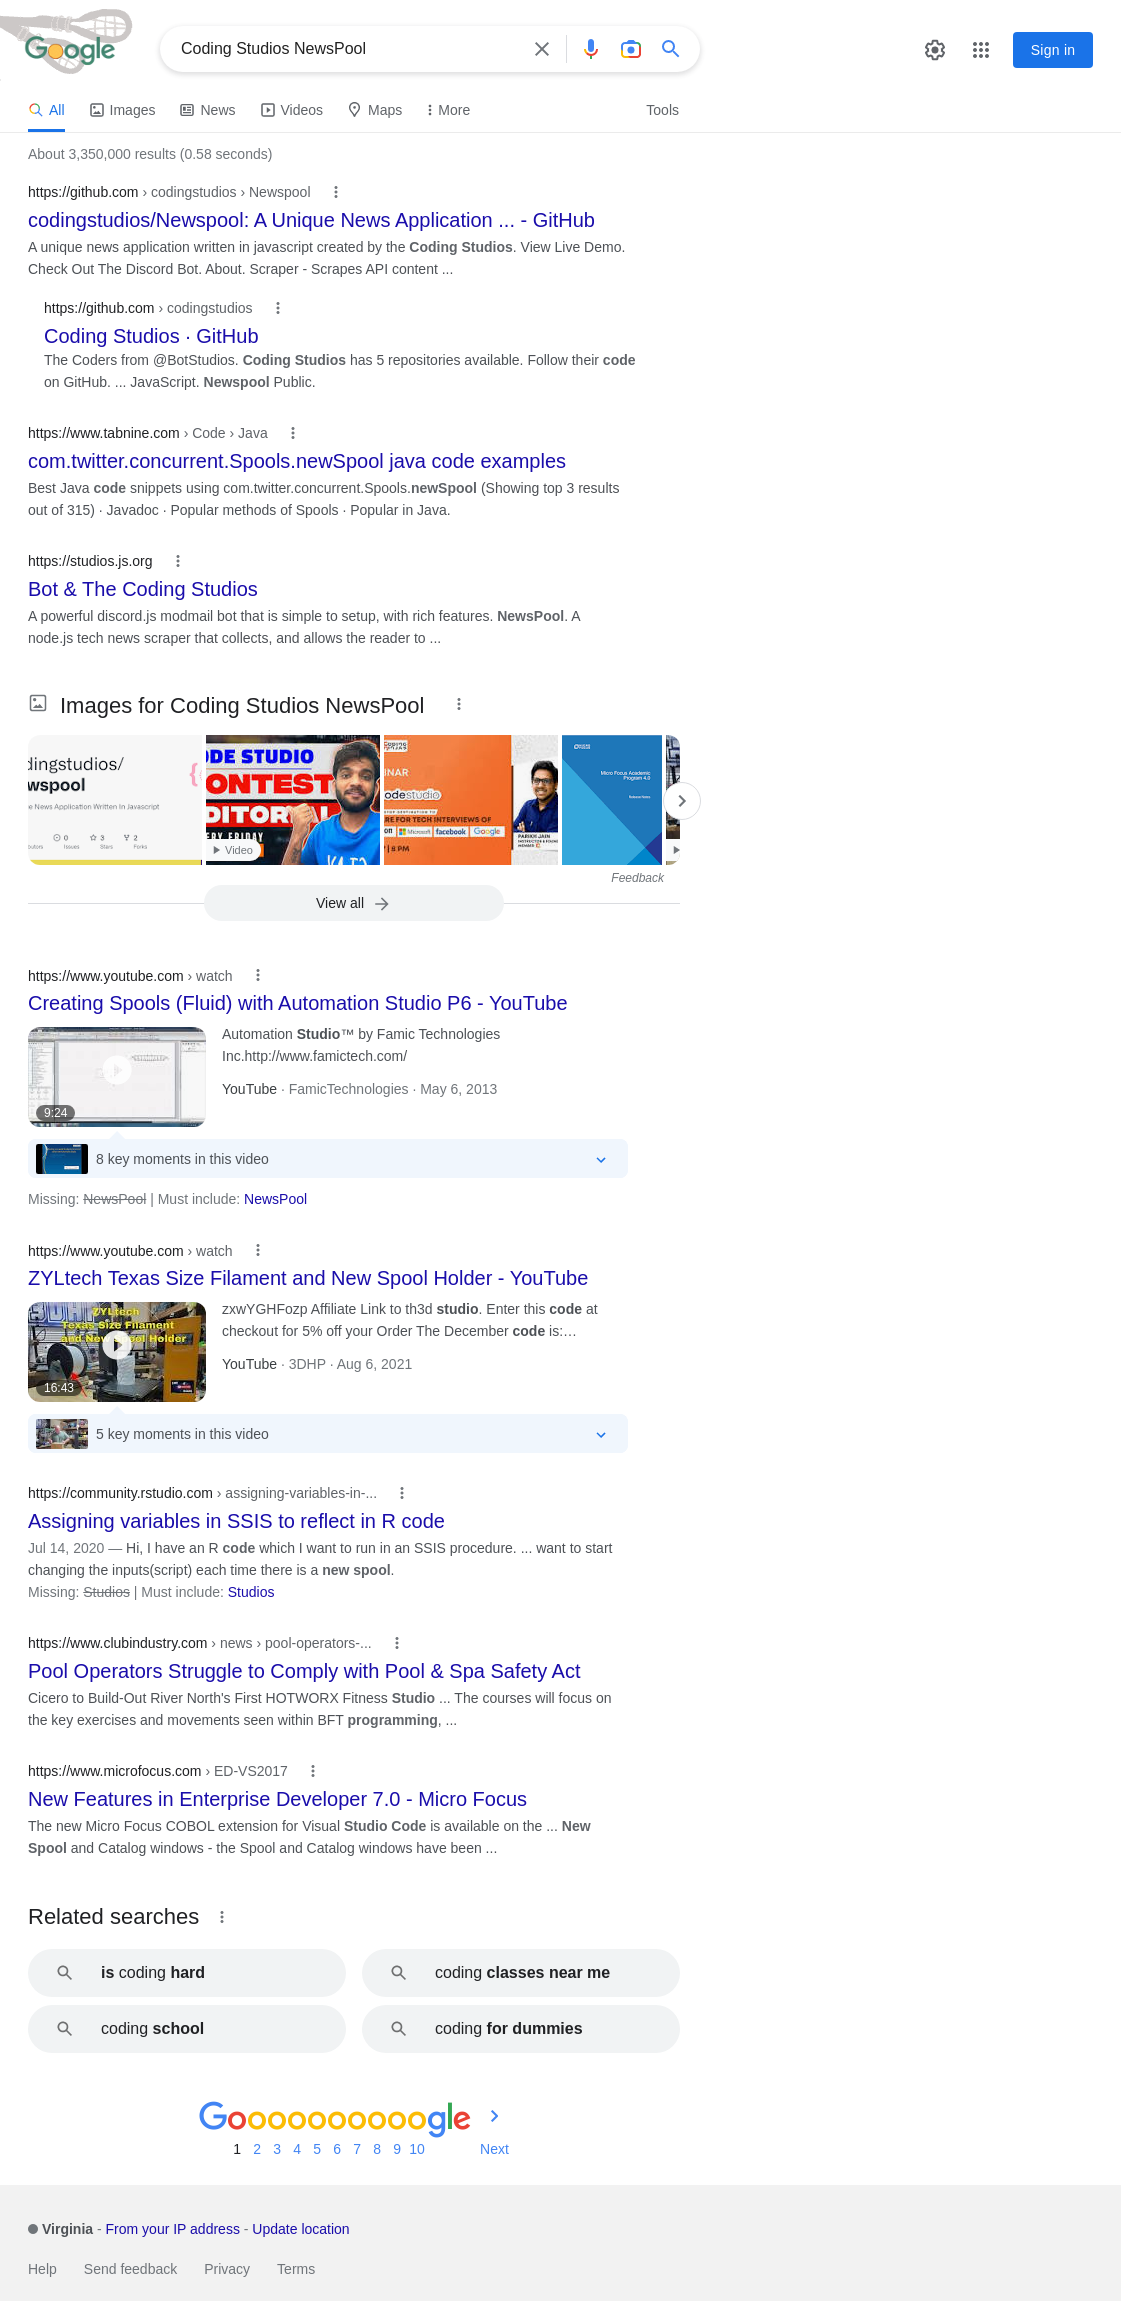 Google
Coding Studios NewsPool
Sign in
All
Images
News
Videos
Maps
More
Tools
About 3,350,000 results (0.58 seconds)
https://github.com › codingstudios › Newspool
codingstudios/Newspool: A Unique News Application ... - GitHub
A unique news application written in javascript created by the Coding Studios. View Live Demo.
Check Out The Discord Bot. About. Scraper - Scrapes API content ...
https://github.com › codingstudios
Coding Studios · GitHub
The Coders from @BotStudios. Coding Studios has 5 repositories available. Follow their code
on GitHub. ... JavaScript. Newspool Public.
https://www.tabnine.com › Code › Java
com.twitter.concurrent.Spools.newSpool java code examples
Best Java code snippets using com.twitter.concurrent.Spools.newSpool (Showing top 3 results
out of 315) · Javadoc · Popular methods of Spools · Popular in Java.
https://studios.js.org
Bot & The Coding Studios
A powerful discord.js modmail bot that is simple to setup, with rich features. NewsPool. A
node.js tech news scraper that collects, and allows the reader to ...
Images for Coding Studios NewsPool
dingstudios/
wspool
e News Application Written In Javascript
0
3
2
Issues
Stars
Forks
ODE STUDIO
CONTEST
EDITORIAL
ERY FRIDAY
Video
CODING
NINAR
codestudio
RE FOR TECH INTERVIEWS OF
Microsoft
facebook
Google
| 8 PM
PARIKH JAIN
Micro Focus Academic
Program 4.0
Release Notes
Feedback
View all
https://www.youtube.com › watch
Creating Spools (Fluid) with Automation Studio P6 - YouTube
Automation Studio™ by Famic Technologies
Inc.http://www.famictech.com/
YouTube · FamicTechnologies · May 6, 2013
9:24
8 key moments in this video
Missing: NewsPool | Must include: NewsPool
https://www.youtube.com › watch
ZYLtech Texas Size Filament and New Spool Holder - YouTube
ZYLtech
Texas Size Filament
and New Spool Holder
16:43
zxwYGHFozp Affiliate Link to th3d studio. Enter this code at
checkout for 5% off your Order The December code is:…
YouTube · 3DHP · Aug 6, 2021
5 key moments in this video
https://community.rstudio.com › assigning-variables-in-...
Assigning variables in SSIS to reflect in R code
Jul 14, 2020 — Hi, I have an R code which I want to run in an SSIS procedure. ... want to start
changing the inputs(script) each time there is a new spool.
Missing: Studios | Must include: Studios
https://www.clubindustry.com › news › pool-operators-...
Pool Operators Struggle to Comply with Pool & Spa Safety Act
Cicero to Build-Out River North's First HOTWORX Fitness Studio ... The courses will focus on
the key exercises and movements seen within BFT programming, ...
https://www.microfocus.com › ED-VS2017
New Features in Enterprise Developer 7.0 - Micro Focus
The new Micro Focus COBOL extension for Visual Studio Code is available on the ... New
Spool and Catalog windows - the Spool and Catalog windows have been ...
Related searches
is coding hard
coding classes near me
coding school
coding for dummies
Goooooooooogle
1 2 3 4 5 6 7 8 9 10 Next
Virginia - From your IP address - Update location
Help
Send feedback
Privacy
Terms